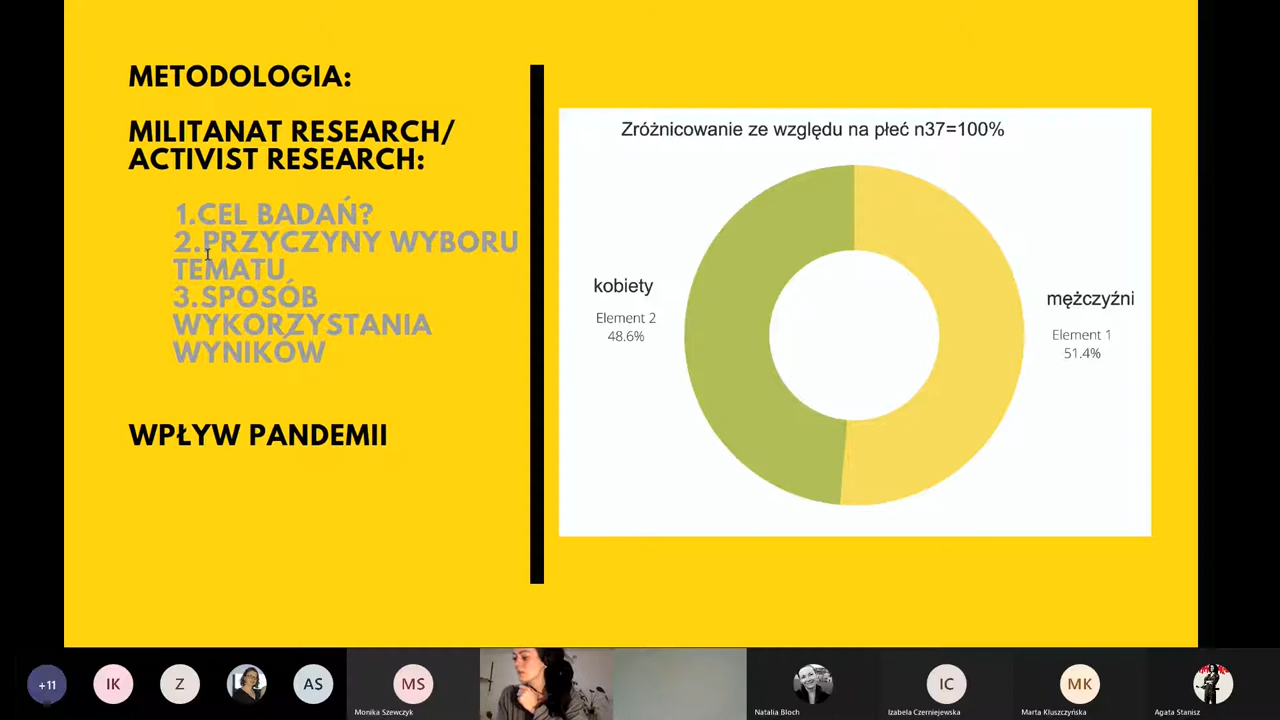 METODOLOGIA:
MILITANAT RESEARCH/
ACTIVIST RESEARCH:
1.CEL BADAŃ?
2.PRZYCZYNY WYBORU
TEMATU
3.SPOSÓB
WYKORZYSTANIA
WYNIKÓW
WPŁYW PANDEMII
Zróżnicowanie ze względu na płeć n37=100%
kobiety
Element 2
48.6%
mężczyźni
Element 1
51.4%
+11
IK
Z
AS
MS
Monika Szewczyk
Natalia Bloch
IC
Izabela Czerniejewska
MK
Marta Kluszczyńska
Agata Stanisz